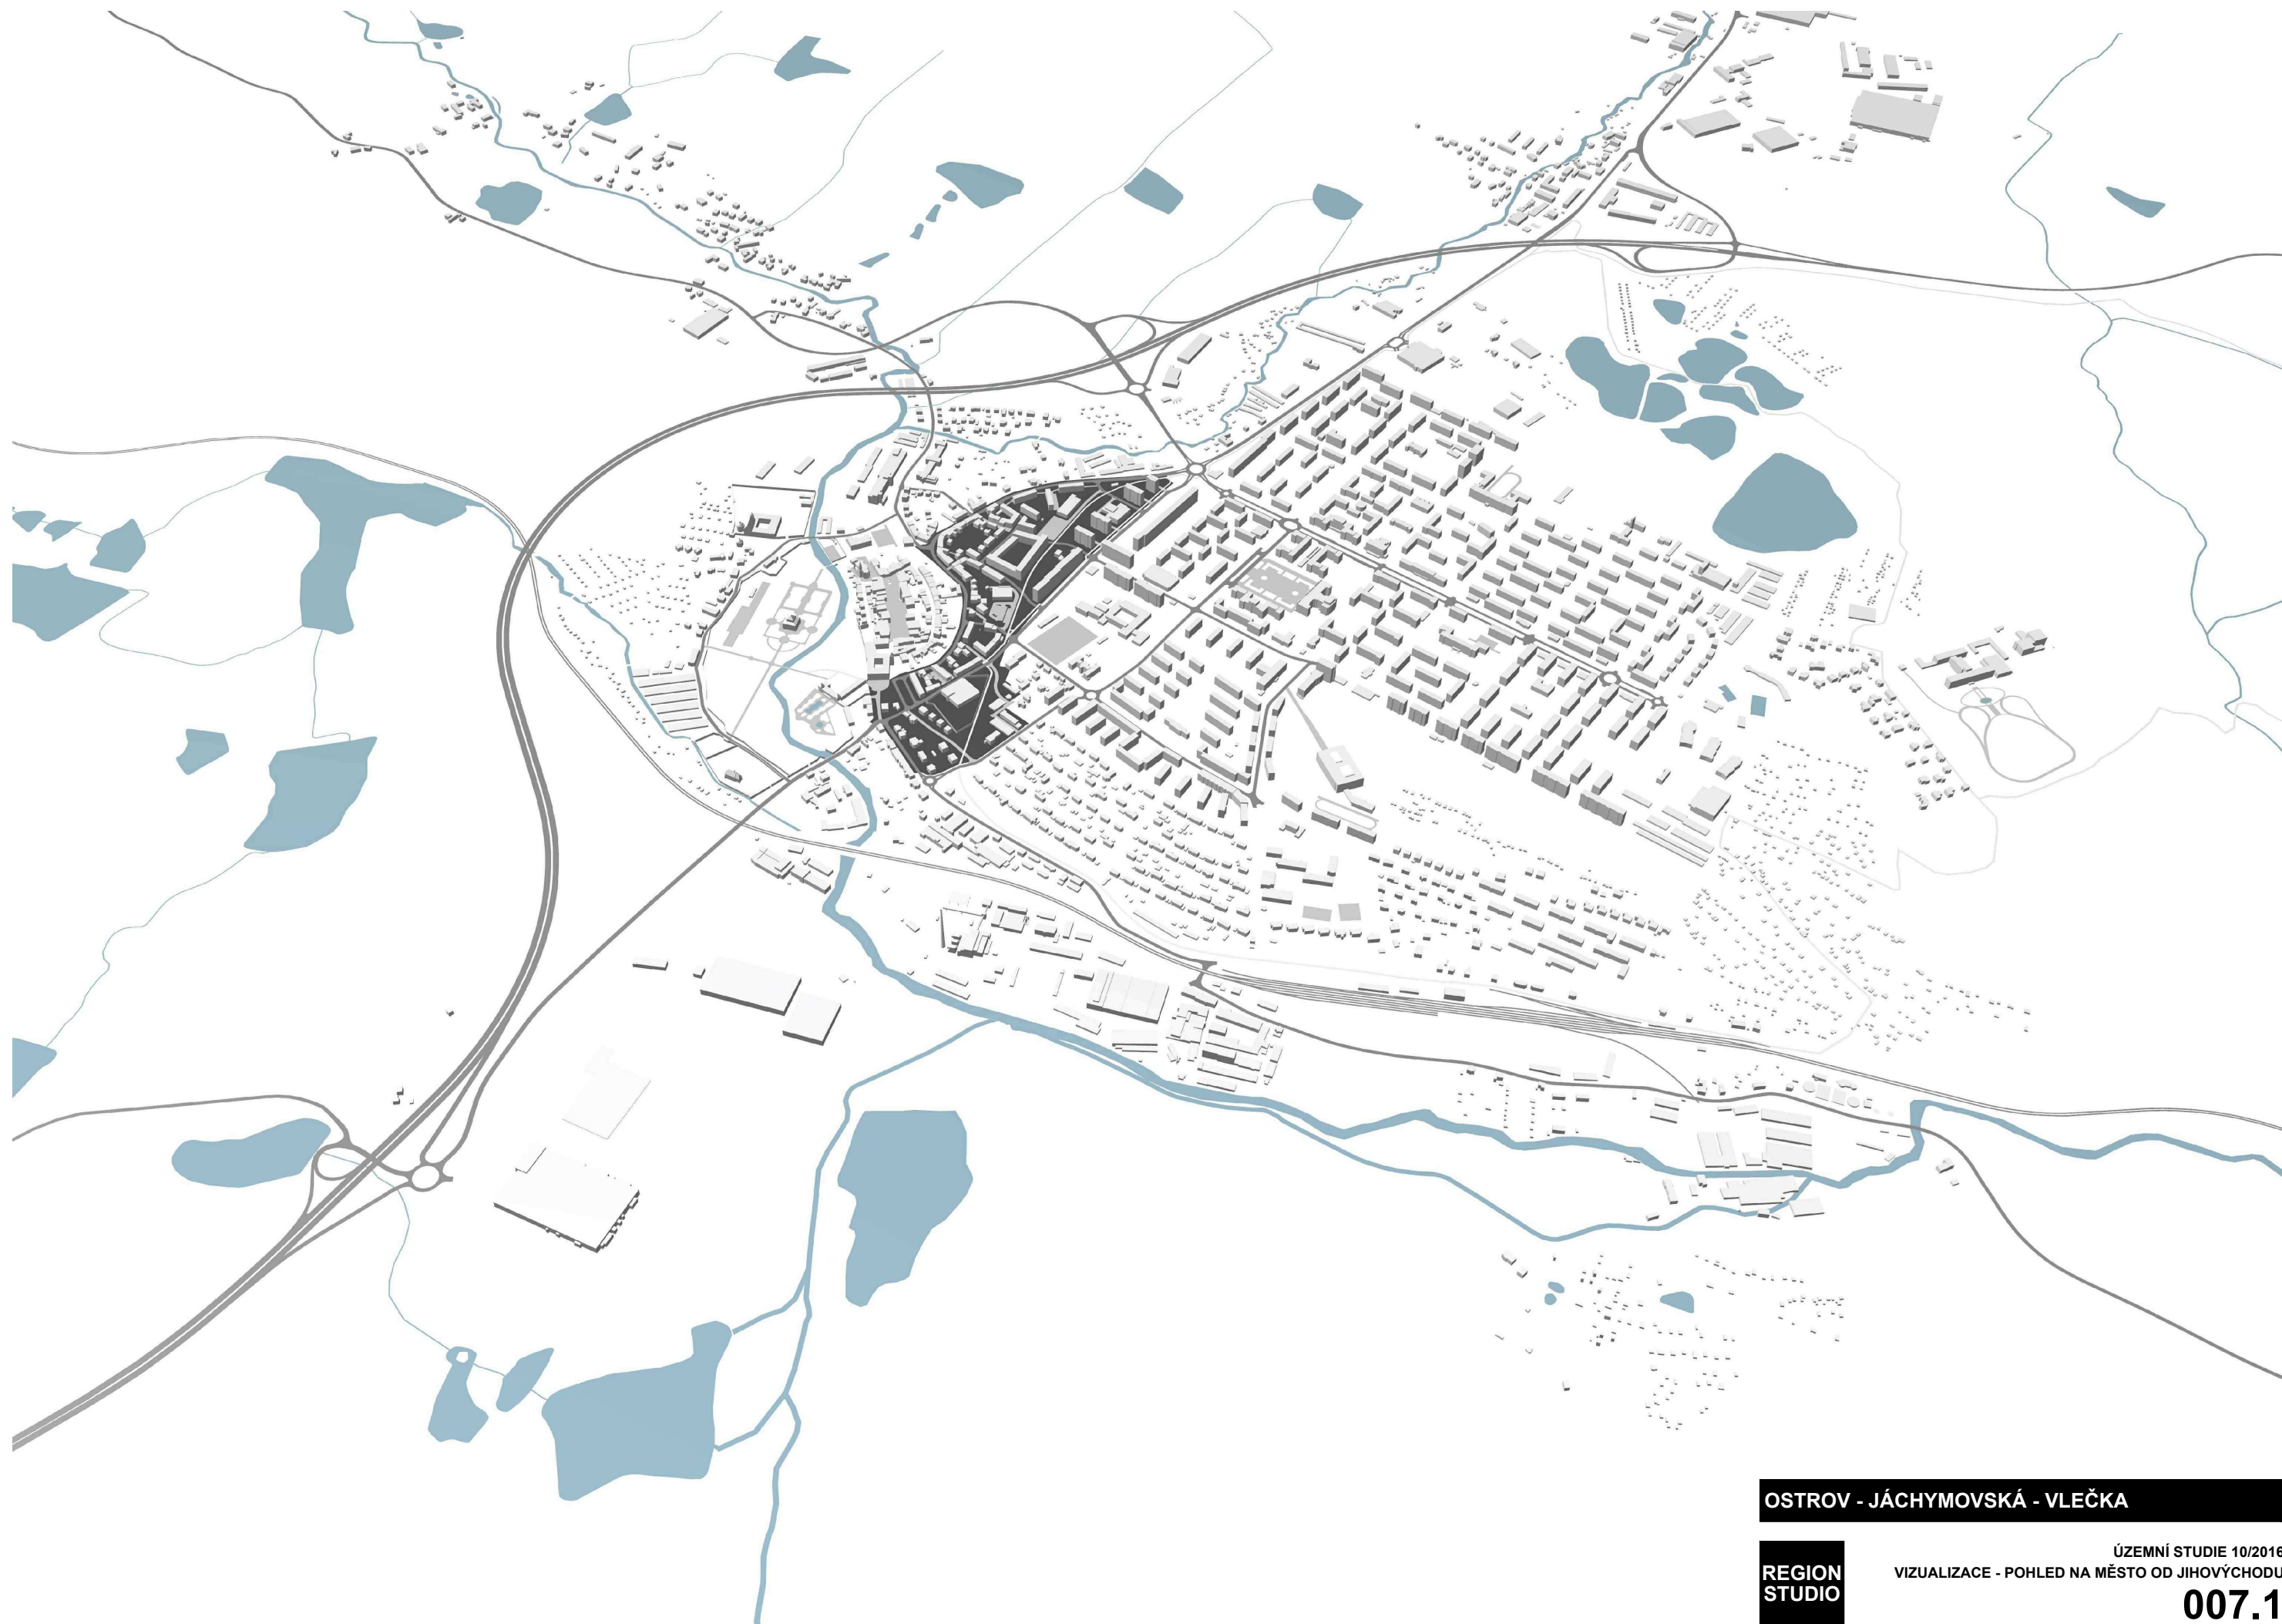 OSTROV - JÁCHYMOVSKÁ - VLEČKA
REGION
STUDIO
ÚZEMNÍ STUDIE 10/2016
VIZUALIZACE - POHLED NA MĚSTO OD JIHOVÝCHODU
007.1